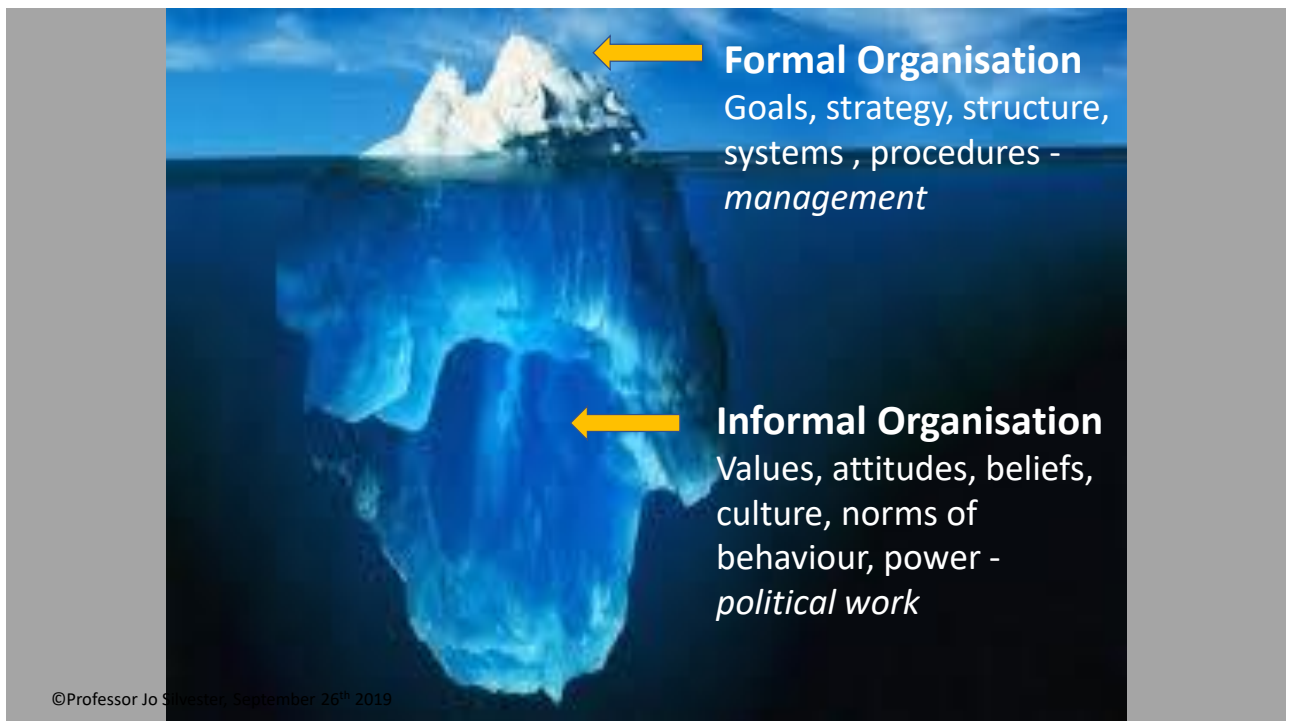 Formal Organisation
Goals, strategy, structure,
systems , procedures -
management
Informal Organisation
Values, attitudes, beliefs,
culture, norms of
behaviour, power -
political work
©Professor Jo Silvester, September 26th 2019